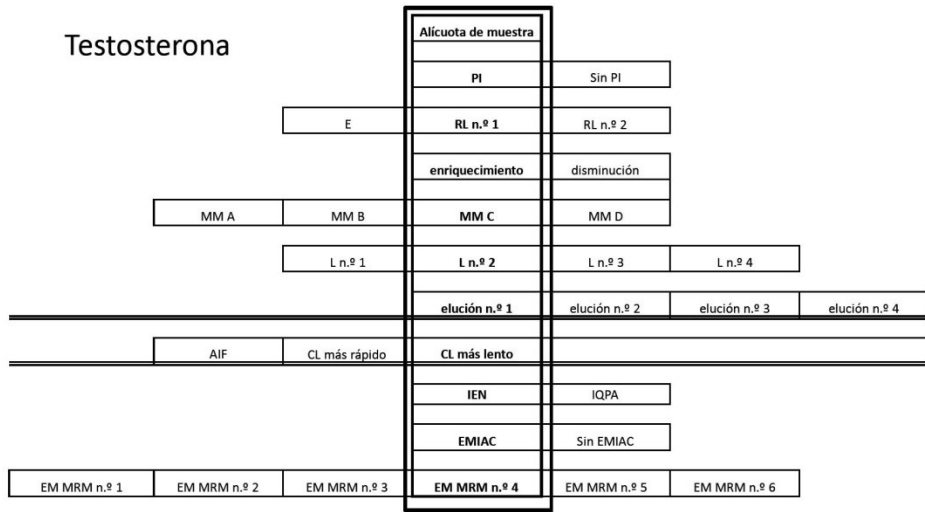 Testosterona
Alícuota de muestra
PI Sin PI
E RL n.º 1 RL n.º 2
enriquecimiento disminución
MM A MM B MM C MM D
L n.º 1 L n.º 2 L n.º 3 L n.º 4
elución n.º 1 elución n.º 2 elución n.º 3 elución n.º 4
AIF CL más rápido CL más lento
IEN IQPA
EMIAC Sin EMIAC
EM MRM n.º 1 EM MRM n.º 2 EM MRM n.º 3 EM MRM n.º 4 EM MRM n.º 5 EM MRM n.º 6